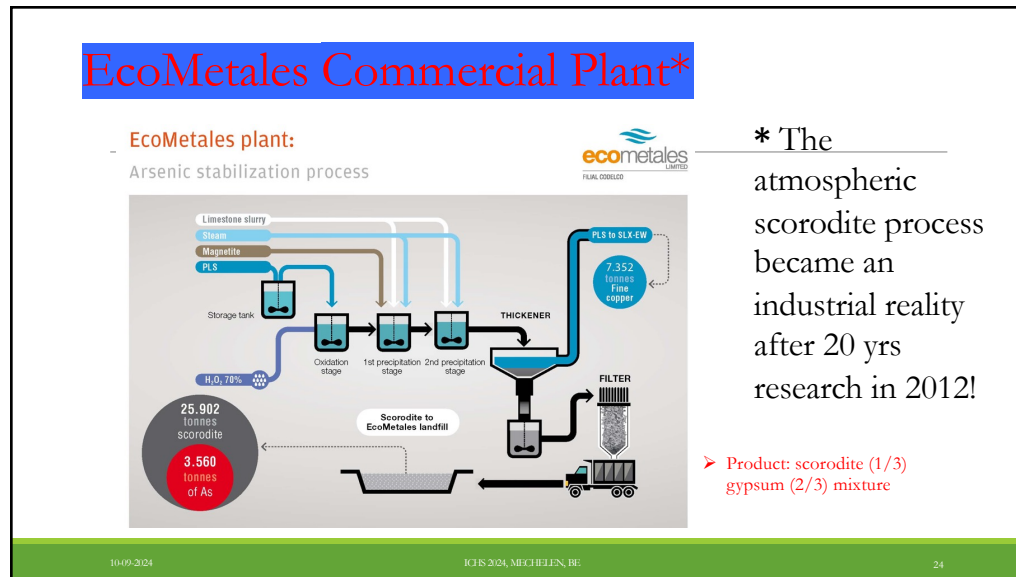 EcoMetales Commercial Plant*
EcoMetales plant:
Arsenic stabilization process
ecometales
LIMITED
FILIAL CODELCO
Limestone slurry
Steam
Magnetite
PLS
Storage tank
H₂O₂ 70%
Oxidation
stage
1st precipitation
stage
2nd precipitation
stage
THICKENER
PLS to SLX-EW
7.352
tonnes
Fine
copper
FILTER
Scorodite to
EcoMetales landfill
25.902
tonnes
scorodite
3.560
tonnes
of As
* The
atmospheric
scorodite process
became an
industrial reality
after 20 yrs
research in 2012!
➢ Product: scorodite (1/3)
gypsum (2/3) mixture
10-09-2024
ICHS 2024, MECHELEN, BE
24